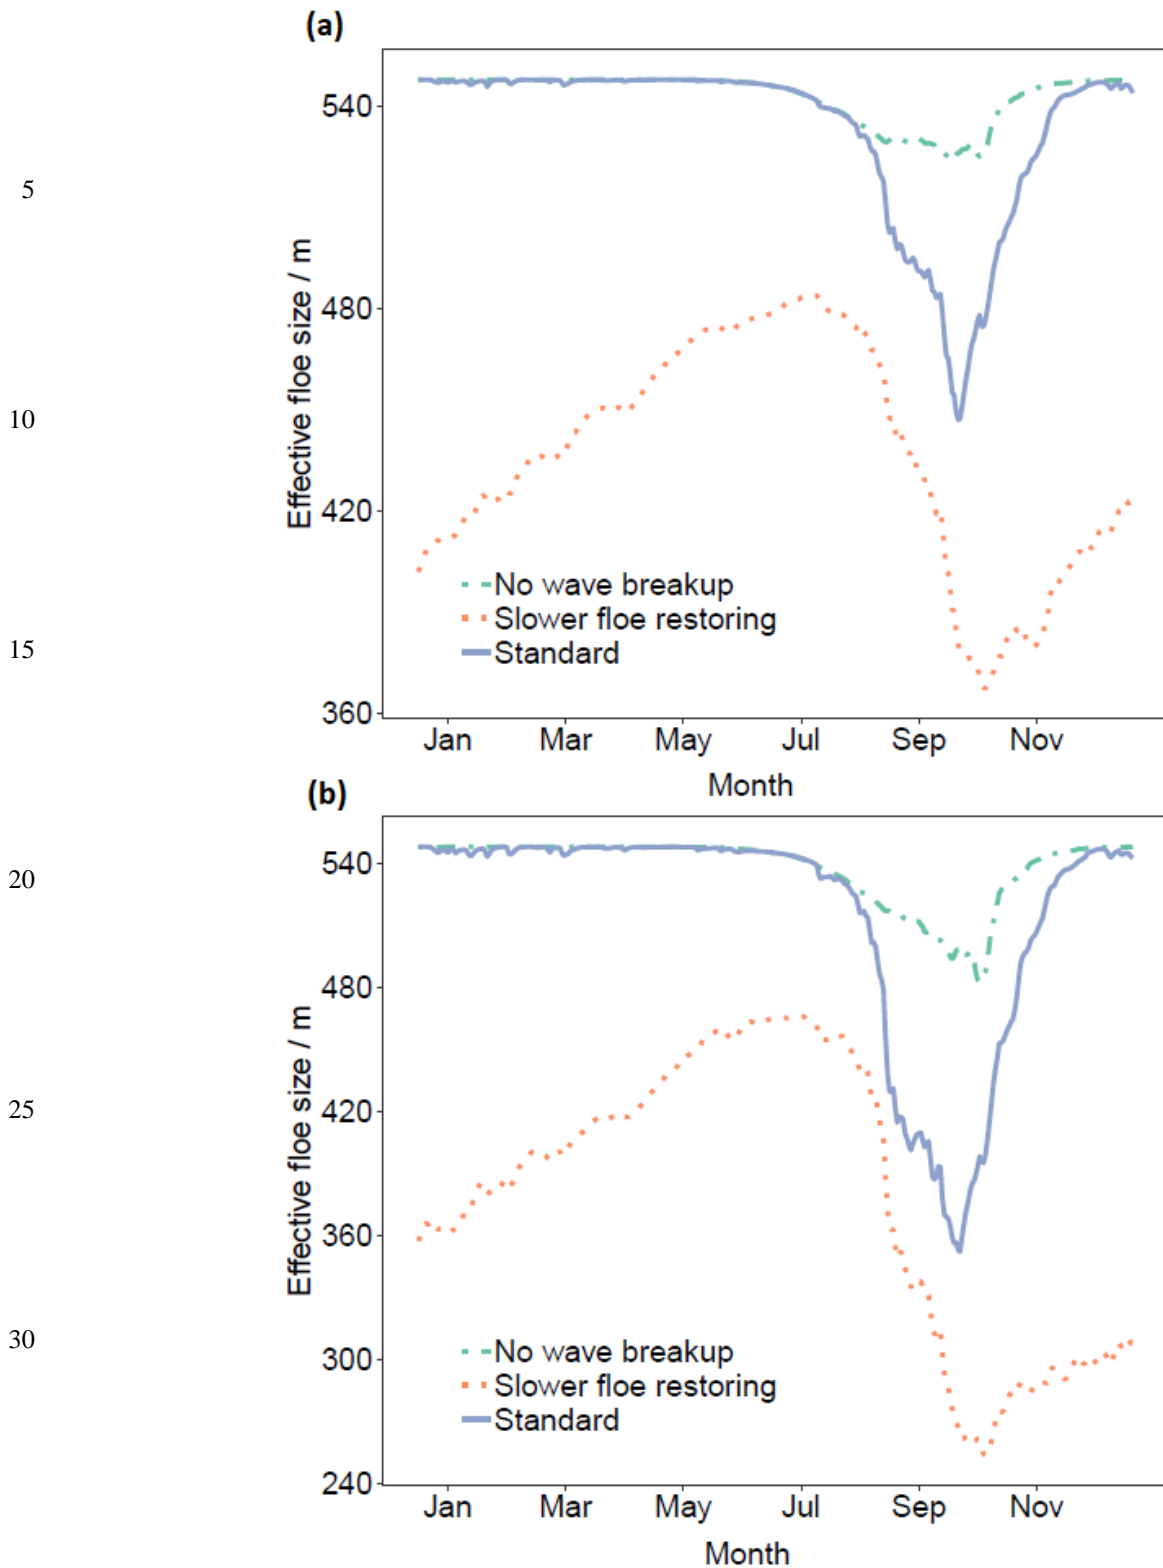 (a)
540
5
480
10
420
15
360
Effective floe size / m
No wave breakup
Slower floe restoring
Standard
Jan Mar May Jul Sep Nov
Month
(b)
540
20
480
420
25
360
30
300
240
Effective floe size / m
No wave breakup
Slower floe restoring
Standard
Jan Mar May Jul Sep Nov
Month